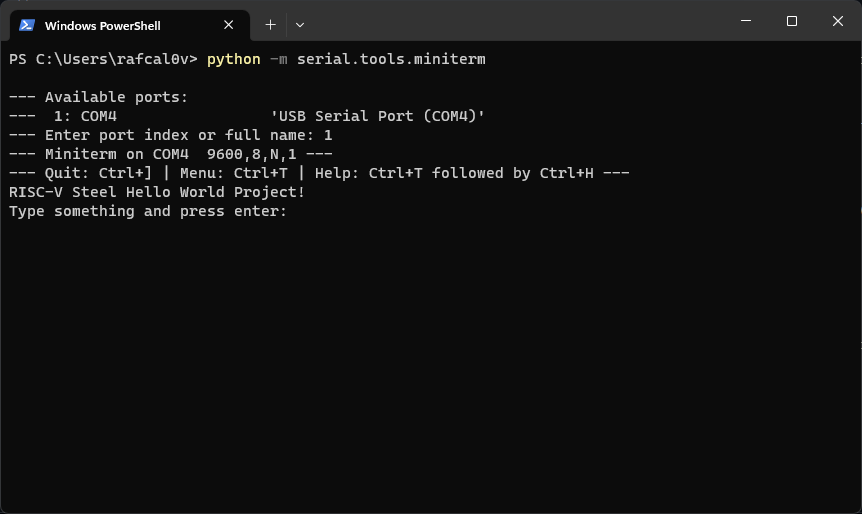 Windows PowerShell
PS C:\Users\rafcal0v> python -m serial.tools.miniterm
--- Available ports:
---  1: COM4                 'USB Serial Port (COM4)'
--- Enter port index or full name: 1
--- Miniterm on COM4  9600,8,N,1 ---
--- Quit: Ctrl+] | Menu: Ctrl+T | Help: Ctrl+T followed by Ctrl+H ---
RISC-V Steel Hello World Project!
Type something and press enter: